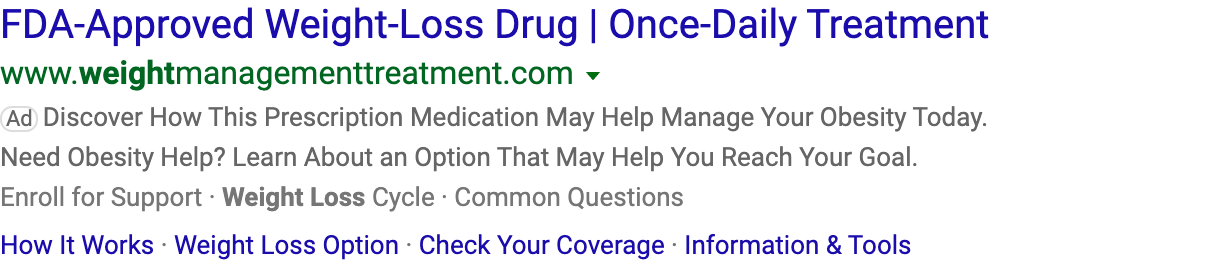 FDA-Approved Weight-Loss Drug | Once-Daily Treatment
www.weightmanagementtreatment.com
Ad Discover How This Prescription Medication May Help Manage Your Obesity Today.
Need Obesity Help? Learn About an Option That May Help You Reach Your Goal.
Enroll for Support · Weight Loss Cycle · Common Questions
How It Works · Weight Loss Option · Check Your Coverage · Information & Tools